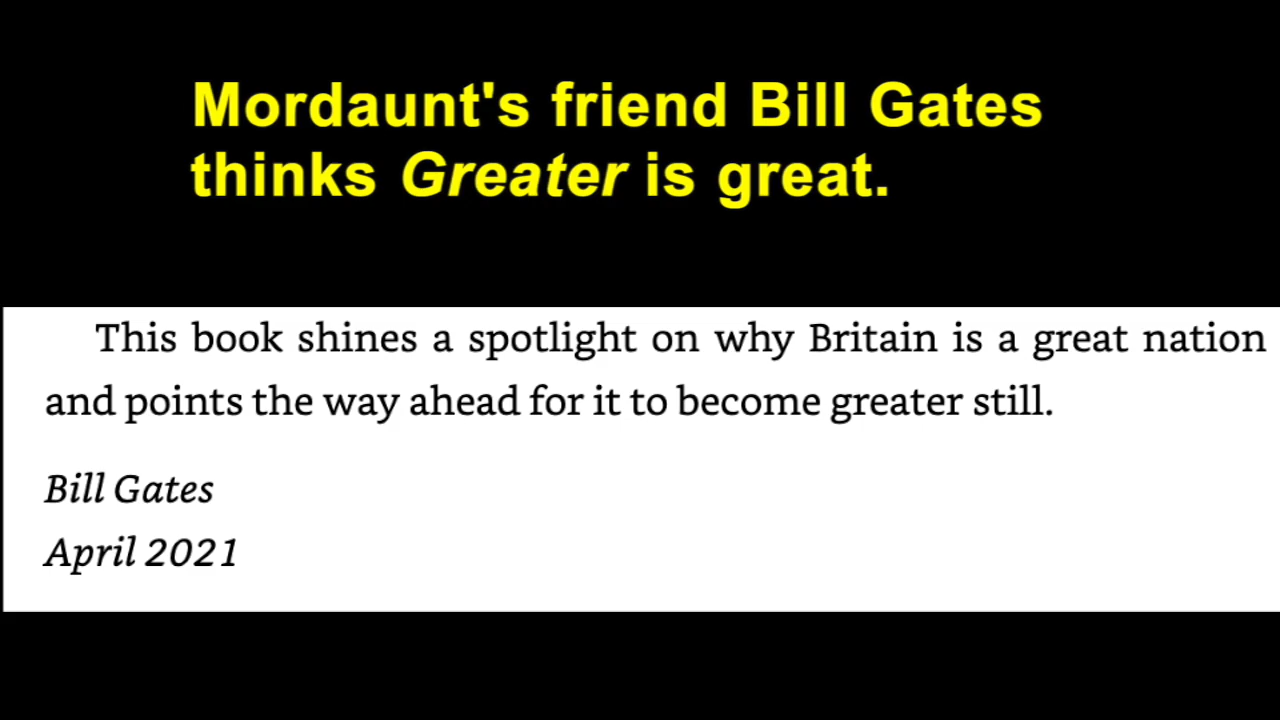 Mordaunt's friend Bill Gates
thinks Greater is great.
This book shines a spotlight on why Britain is a great nation
and points the way ahead for it to become greater still.
Bill Gates
April 2021